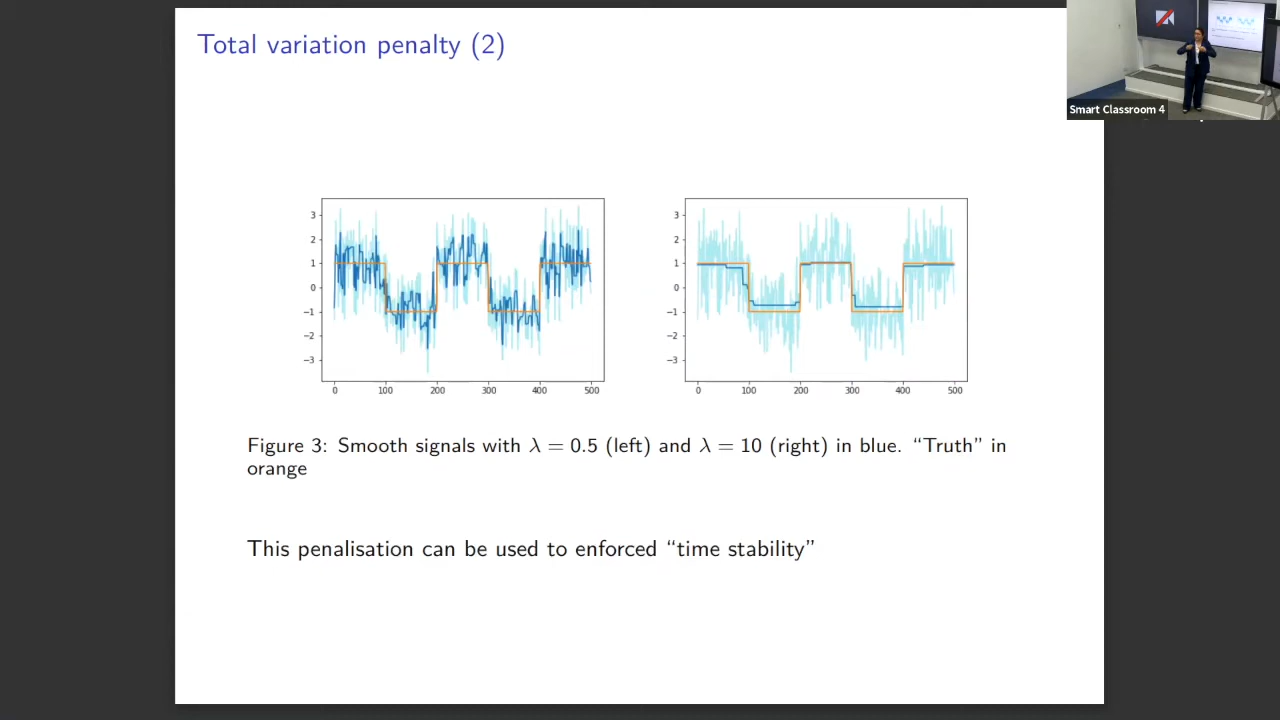 Total variation penalty (2)
Smart Classroom 4
3
2
1
0
−1
−2
−3
0 100 200 300 400 500
3
2
1
0
−1
−2
−3
0 100 200 300 400 500
Figure 3: Smooth signals with λ = 0.5 (left) and λ = 10 (right) in blue. “Truth” in
orange
This penalisation can be used to enforced “time stability”